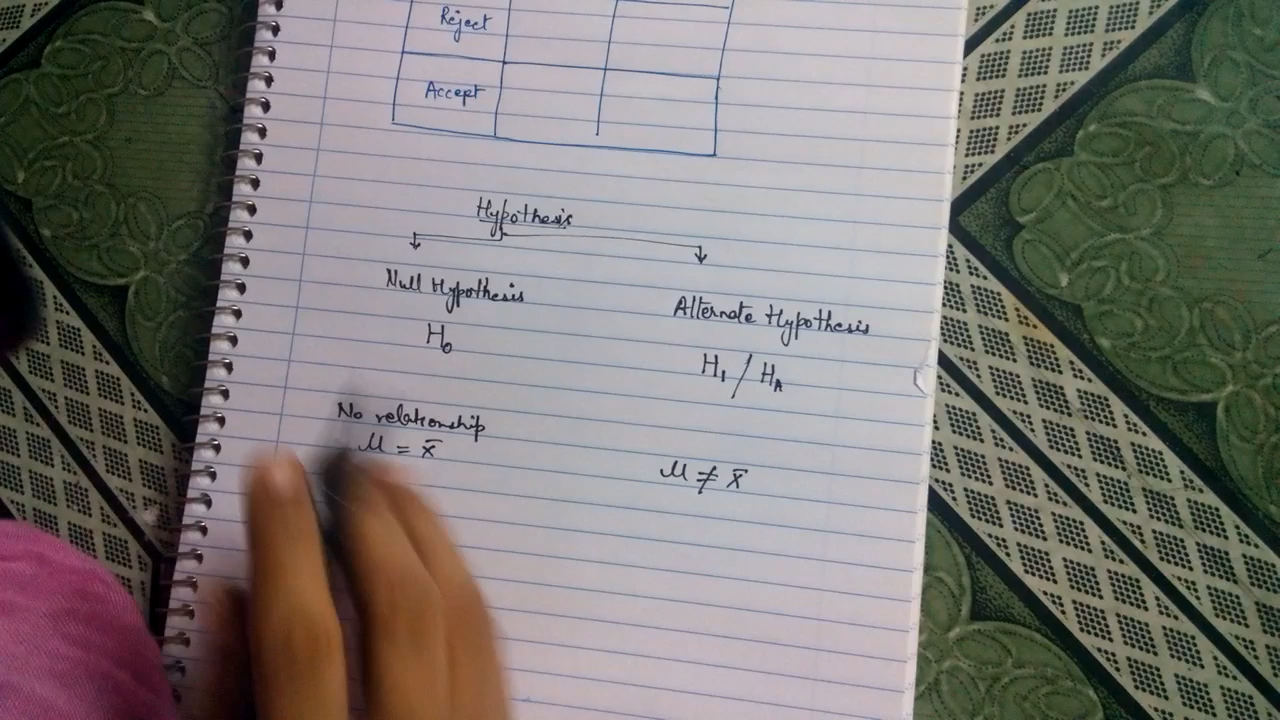 Reject
Accept
Hypothesis
Null Hypothesis
Alternate Hypothesis
H₀
H₁ / Hₐ
No relationship
μ = x̄
μ ≠ x̄